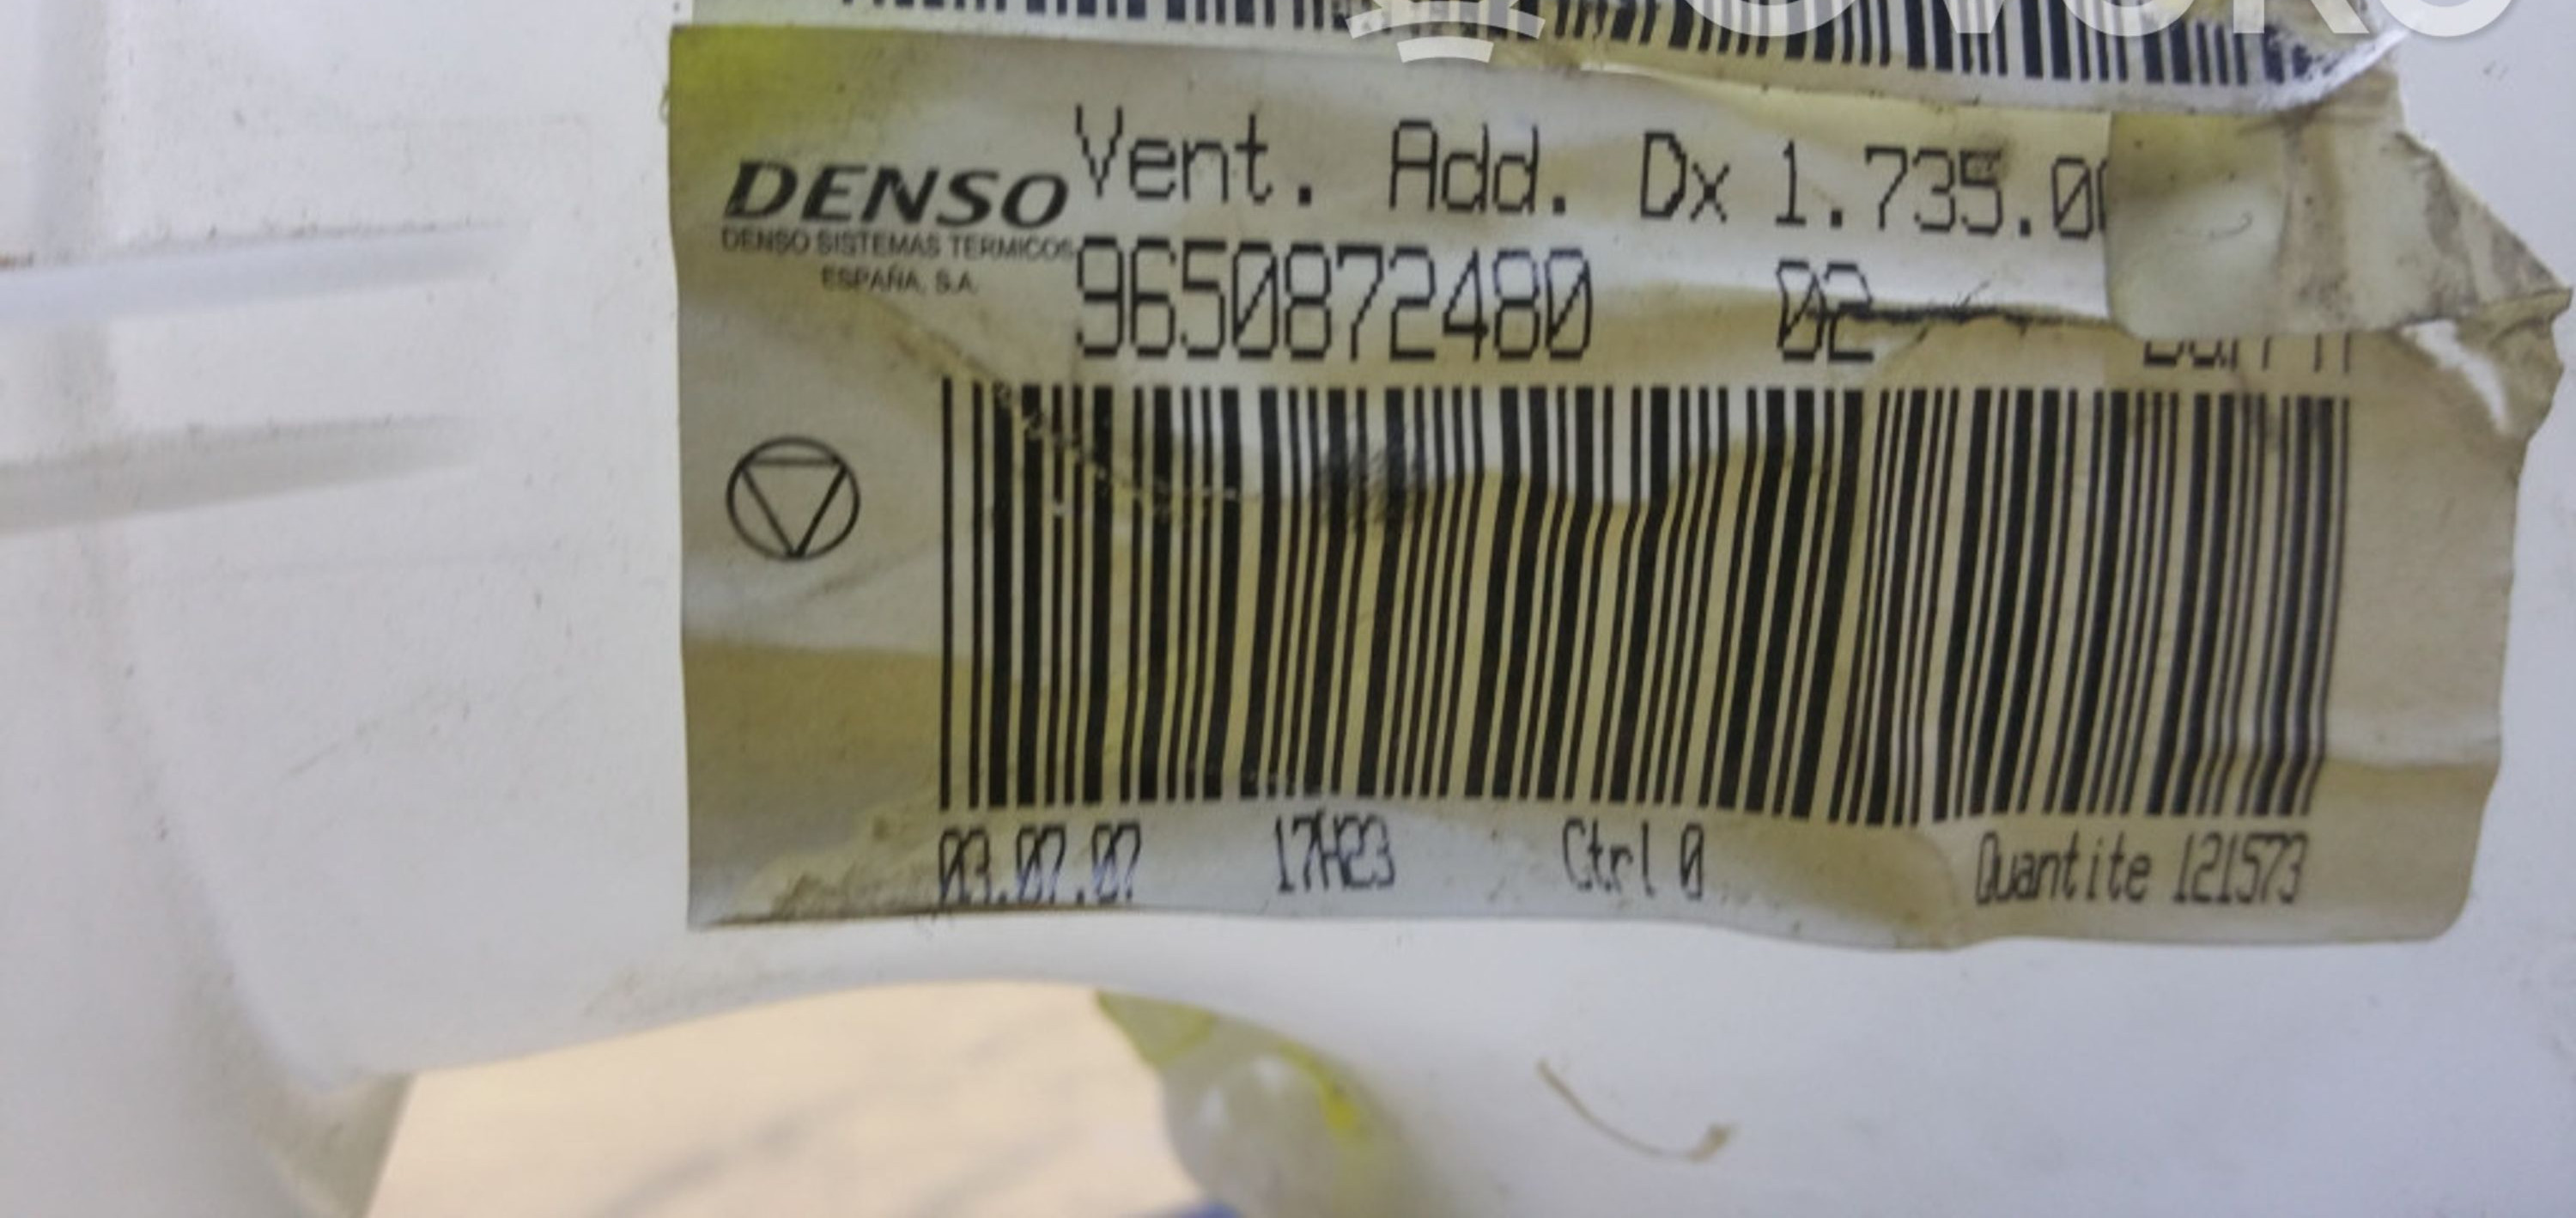 DENSO Vent. Add. Dx 1.735.0
DENSO SISTEMAS TERMICOS
ESPAÑA, S.A.
9650872480 02
03.07.07 17H23 Ctrl 0 Quantite 121573